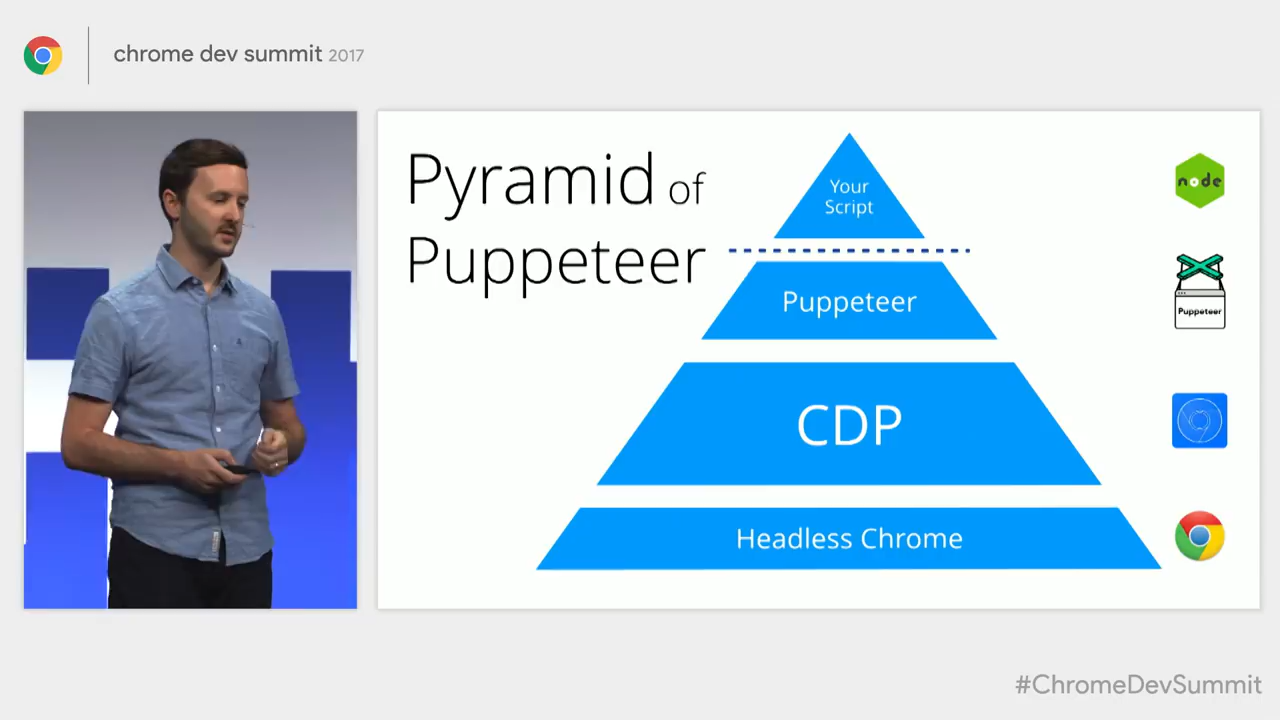 chrome dev summit 2017
Pyramid of
Puppeteer
Your
Script
node
Puppeteer
Puppeteer
CDP
Headless Chrome
#ChromeDevSummit